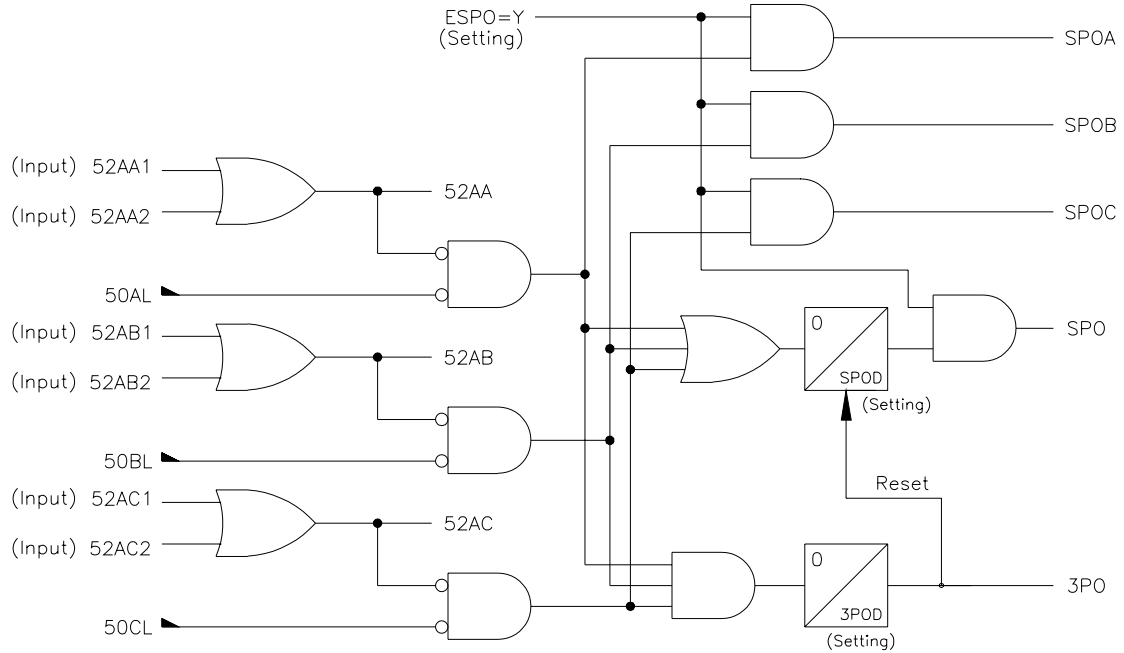 ESPO=Y
(Setting)
SPOA
SPOB
SPOC
(Input) 52AA1
(Input) 52AA2
52AA
50AL
(Input) 52AB1
(Input) 52AB2
52AB
50BL
(Input) 52AC1
(Input) 52AC2
52AC
50CL
0
SPOD
(Setting)
SPO
Reset
0
3POD
(Setting)
3PO